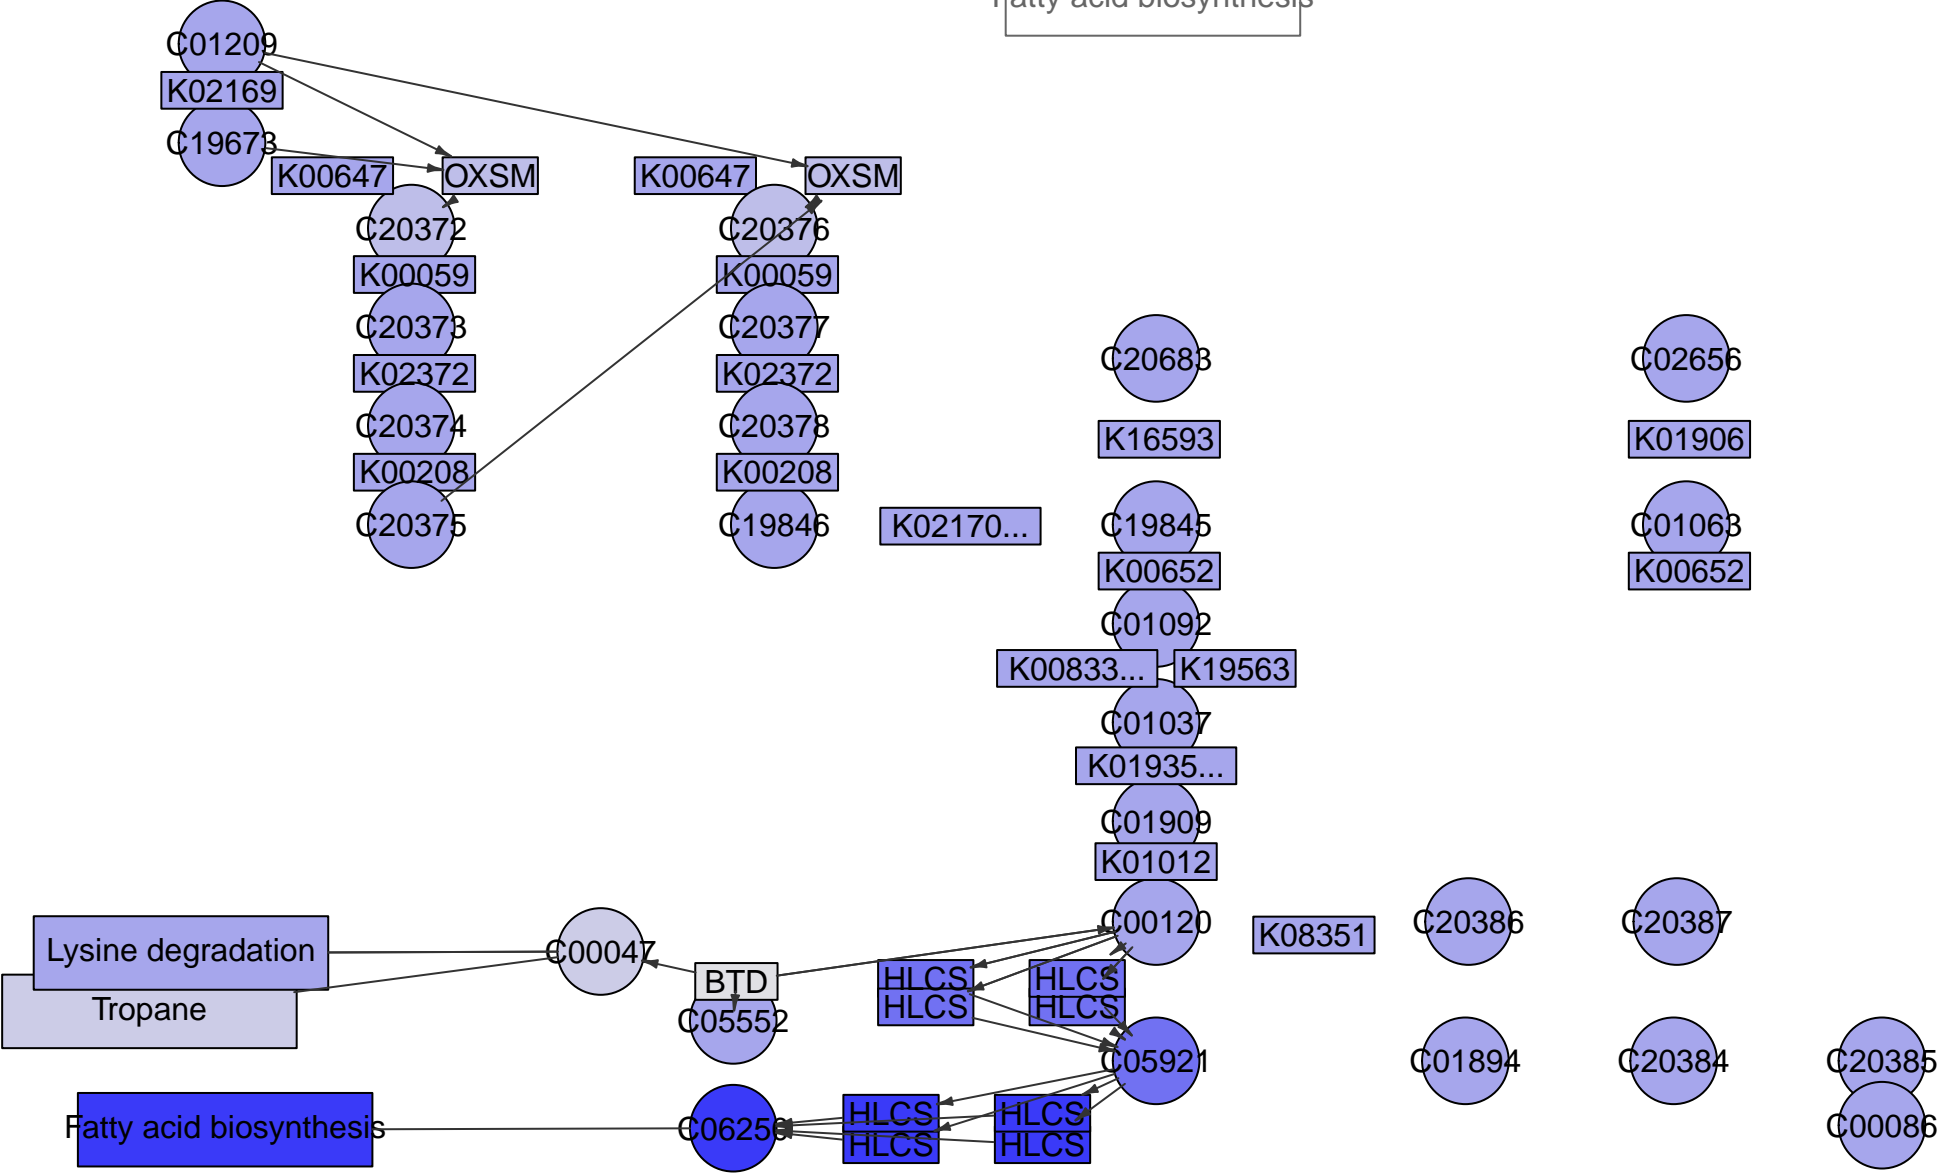 Fatty acid biosynthesis
C01209
K02169
C19673
K00647
OXSM
K00647
OXSM
C20372
C20376
K00059
K00059
C20373
C20377
C20683
C02656
K02372
K02372
C20374
C20378
K16593
K01906
K00208
K00208
C20375
C19846
K02170...
C19845
C01063
K00652
K00652
C01092
K00833...
K19563
C01037
K01935...
C01909
K01012
C00120
K08351
C20386
C20387
Lysine degradation
C00047
BTD
HLCS
HLCS
Tropane
C05552
HLCS
HLCS
C05921
C01894
C20384
C20385
Fatty acid biosynthesis
C06250
HLCS
HLCS
C00086
HLCS
HLCS